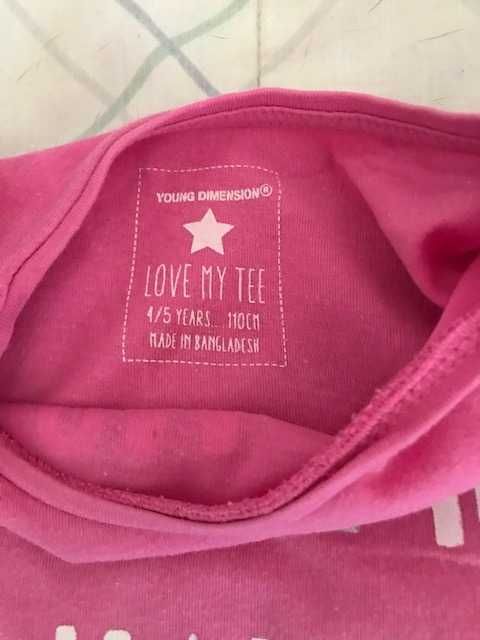 YOUNG DIMENSION®
LOVE MY TEE
4/5 YEARS... 110CM
MADE IN BANGLADESH